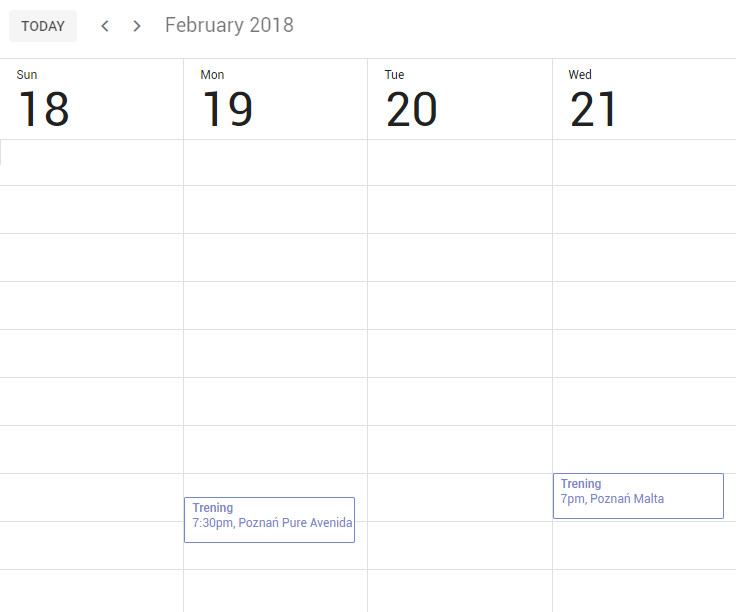 TODAY February 2018
Sun Mon Tue Wed
18 19 20 21
Trening
7pm, Poznań Malta
Trening
7:30pm, Poznań Pure Avenida